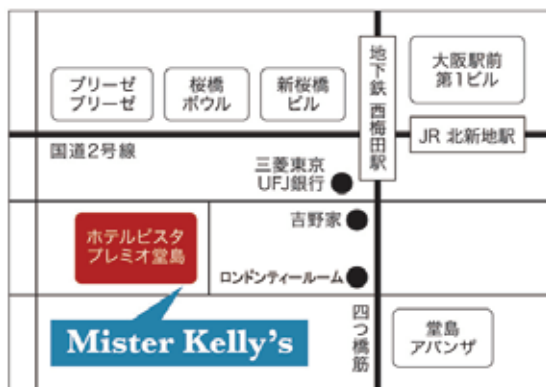 ブリーゼ
ブリーゼ
桜橋
ボウル
新桜橋
ビル
地下鉄 西梅田駅
大阪駅前
第1ビル
JR 北新地駅
国道2号線
三菱東京
UFJ銀行
吉野家
ホテルビスタ
プレミオ堂島
ロンドンティールーム
Mister Kelly's
四つ橋筋
堂島
アバンザ